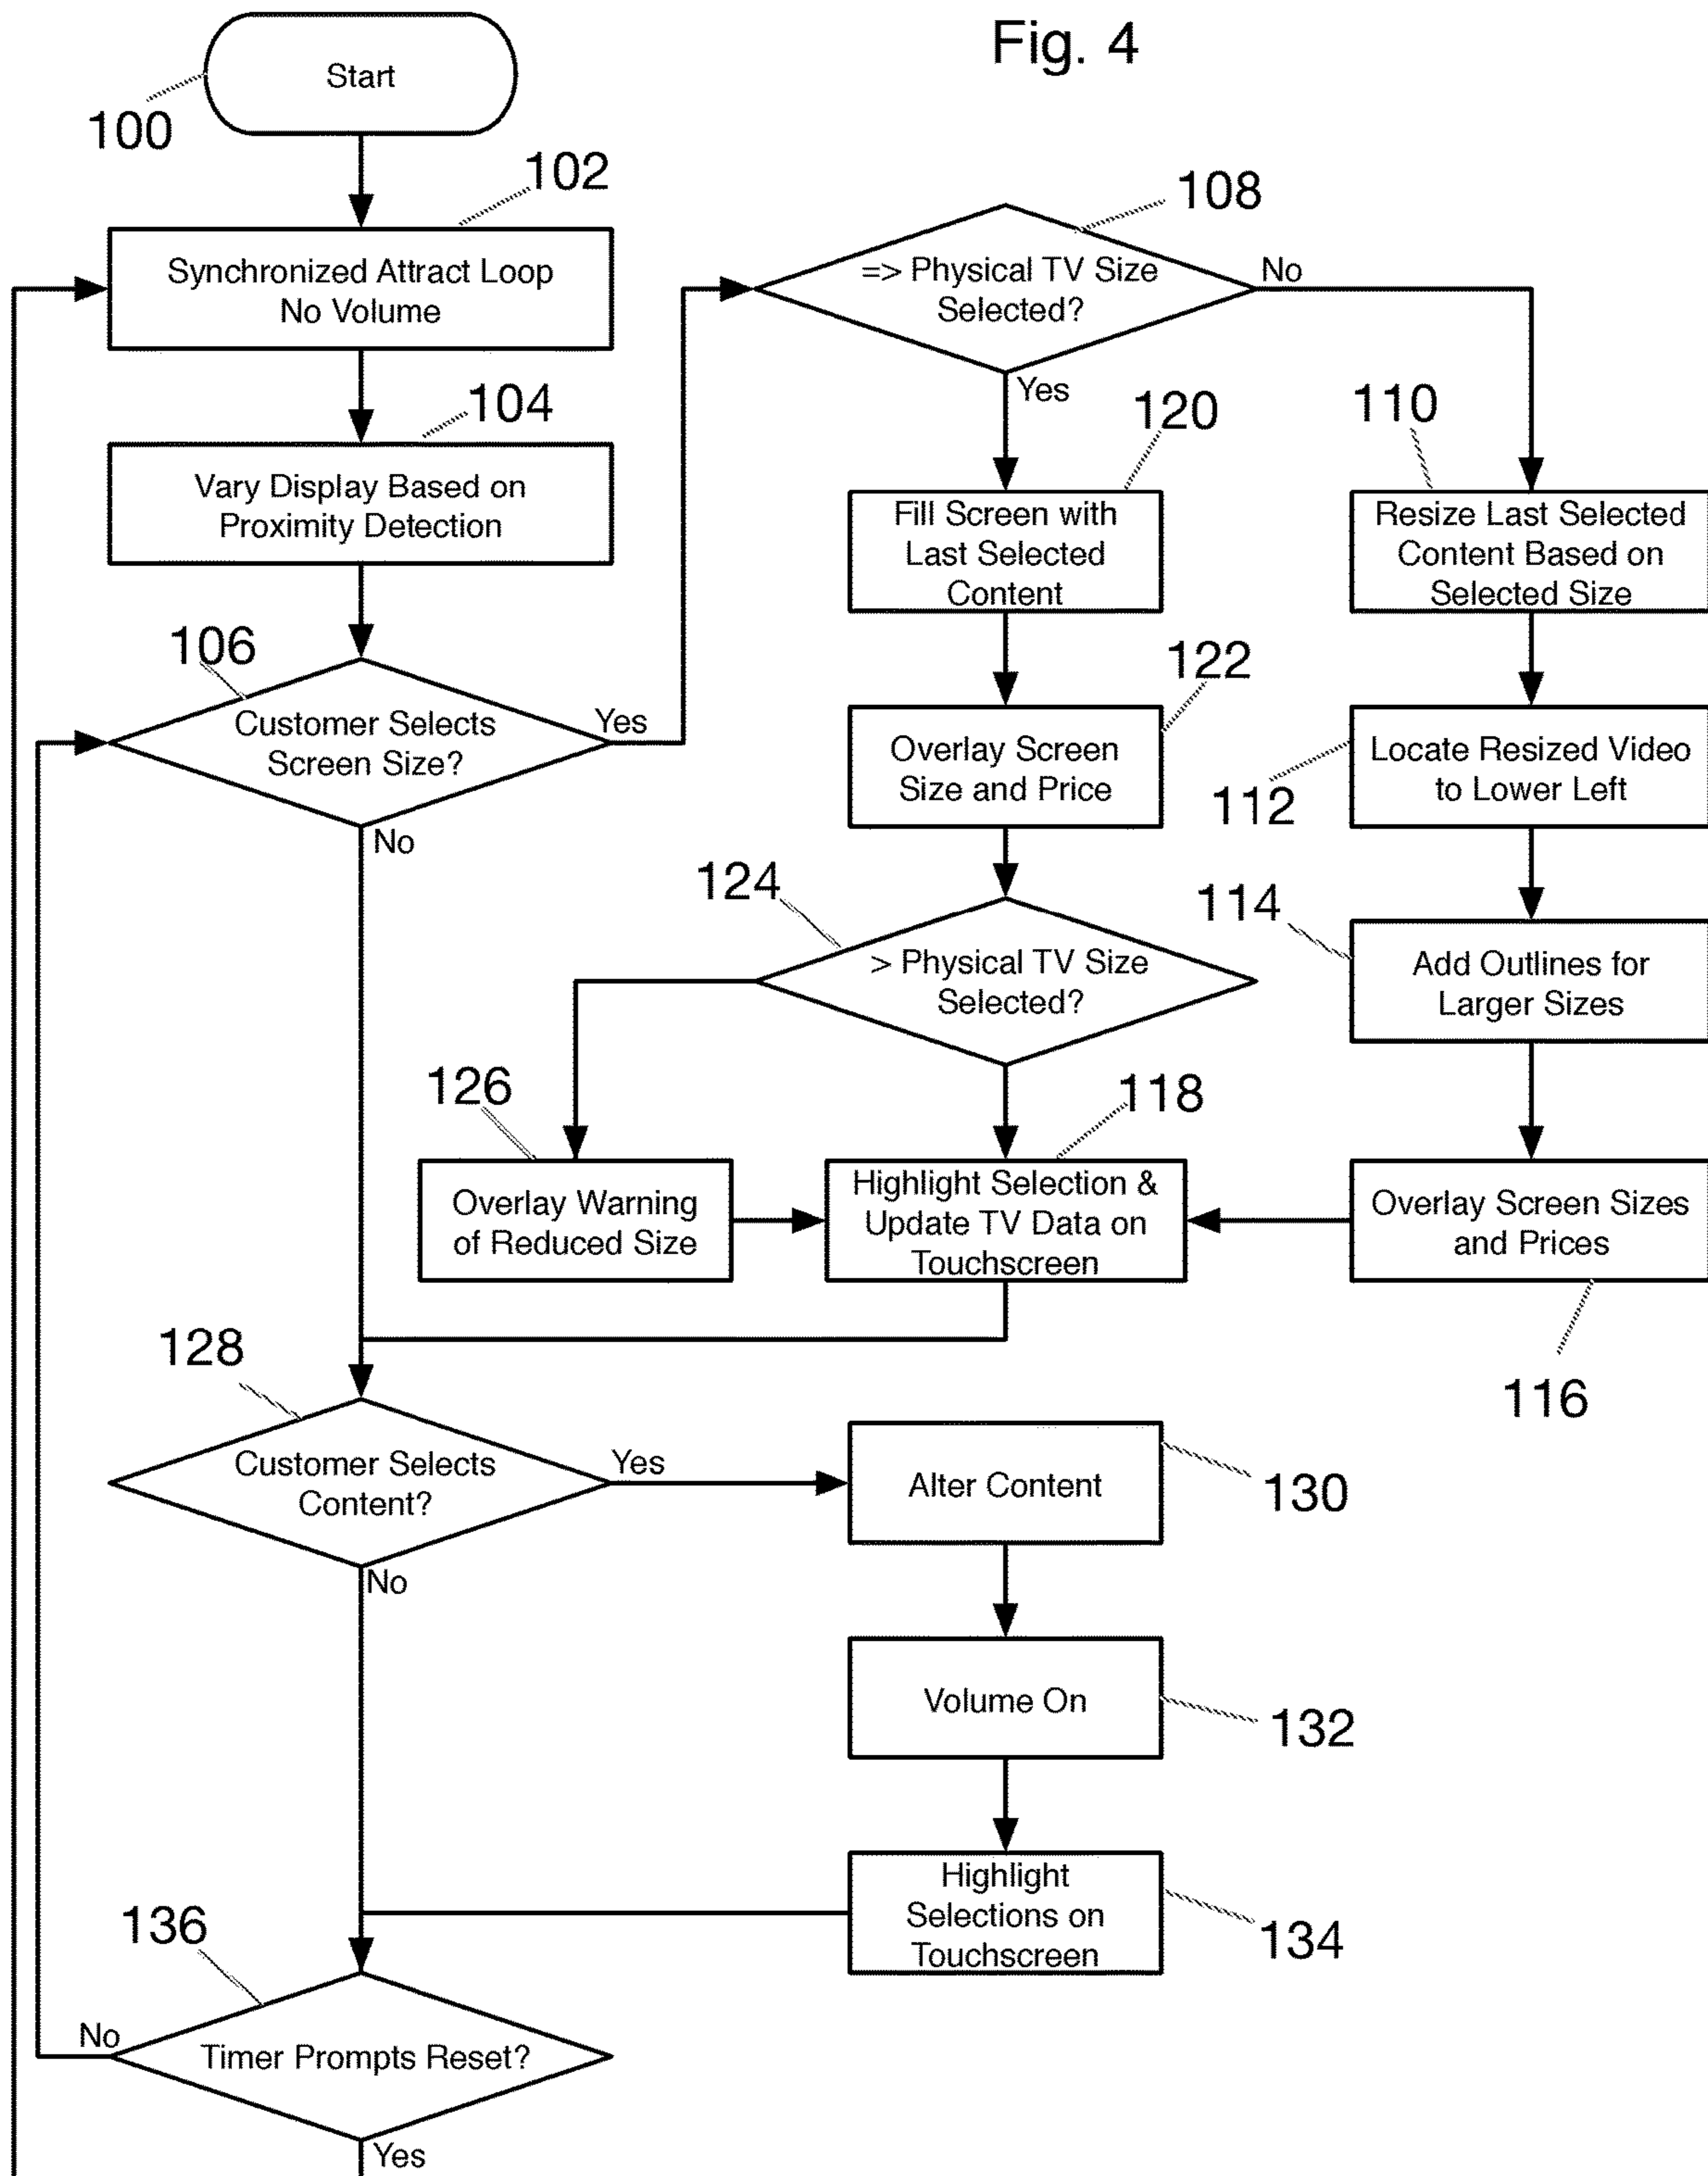 Fig. 4
Start
100
102
Synchronized Attract Loop
No Volume
104
Vary Display Based on
Proximity Detection
106
Customer Selects
Screen Size?
Yes
No
108
=> Physical TV Size
Selected?
No
Yes
120
Fill Screen with
Last Selected
Content
110
Resize Last Selected
Content Based on
Selected Size
122
Overlay Screen
Size and Price
112
Locate Resized Video
to Lower Left
124
> Physical TV Size
Selected?
114
Add Outlines for
Larger Sizes
126
Overlay Warning
of Reduced Size
118
Highlight Selection &
Update TV Data on
Touchscreen
Overlay Screen Sizes
and Prices
116
128
Customer Selects
Content?
Yes
No
Alter Content
130
Volume On
132
Highlight
Selections on
Touchscreen
134
136
Timer Prompts Reset?
No
Yes